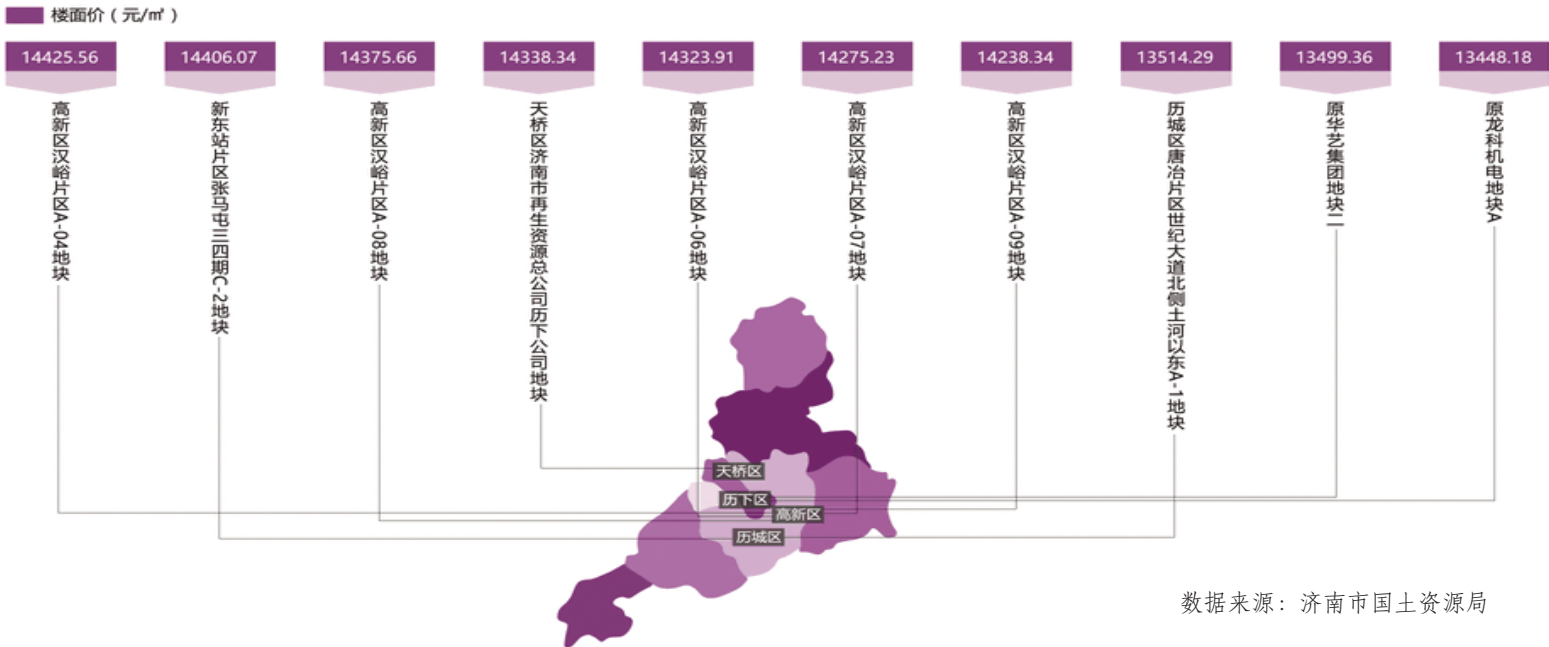 楼面价（元/㎡）
14425.56
14406.07
14375.66
14338.34
14323.91
14275.23
14238.34
13514.29
13499.36
13448.18
高新区汉峪片区A-04地块
新东站片区张马屯三四期C-2地块
高新区汉峪片区A-08地块
天桥区济南市再生资源总公司历下公司地块
高新区汉峪片区A-06地块
高新区汉峪片区A-07地块
高新区汉峪片区A-09地块
历城区唐冶片区世纪大道北侧土河以东A-1地块
原华艺集团地块二
原龙科机电地块A
天桥区
历下区
高新区
历城区
数据来源：济南市国土资源局